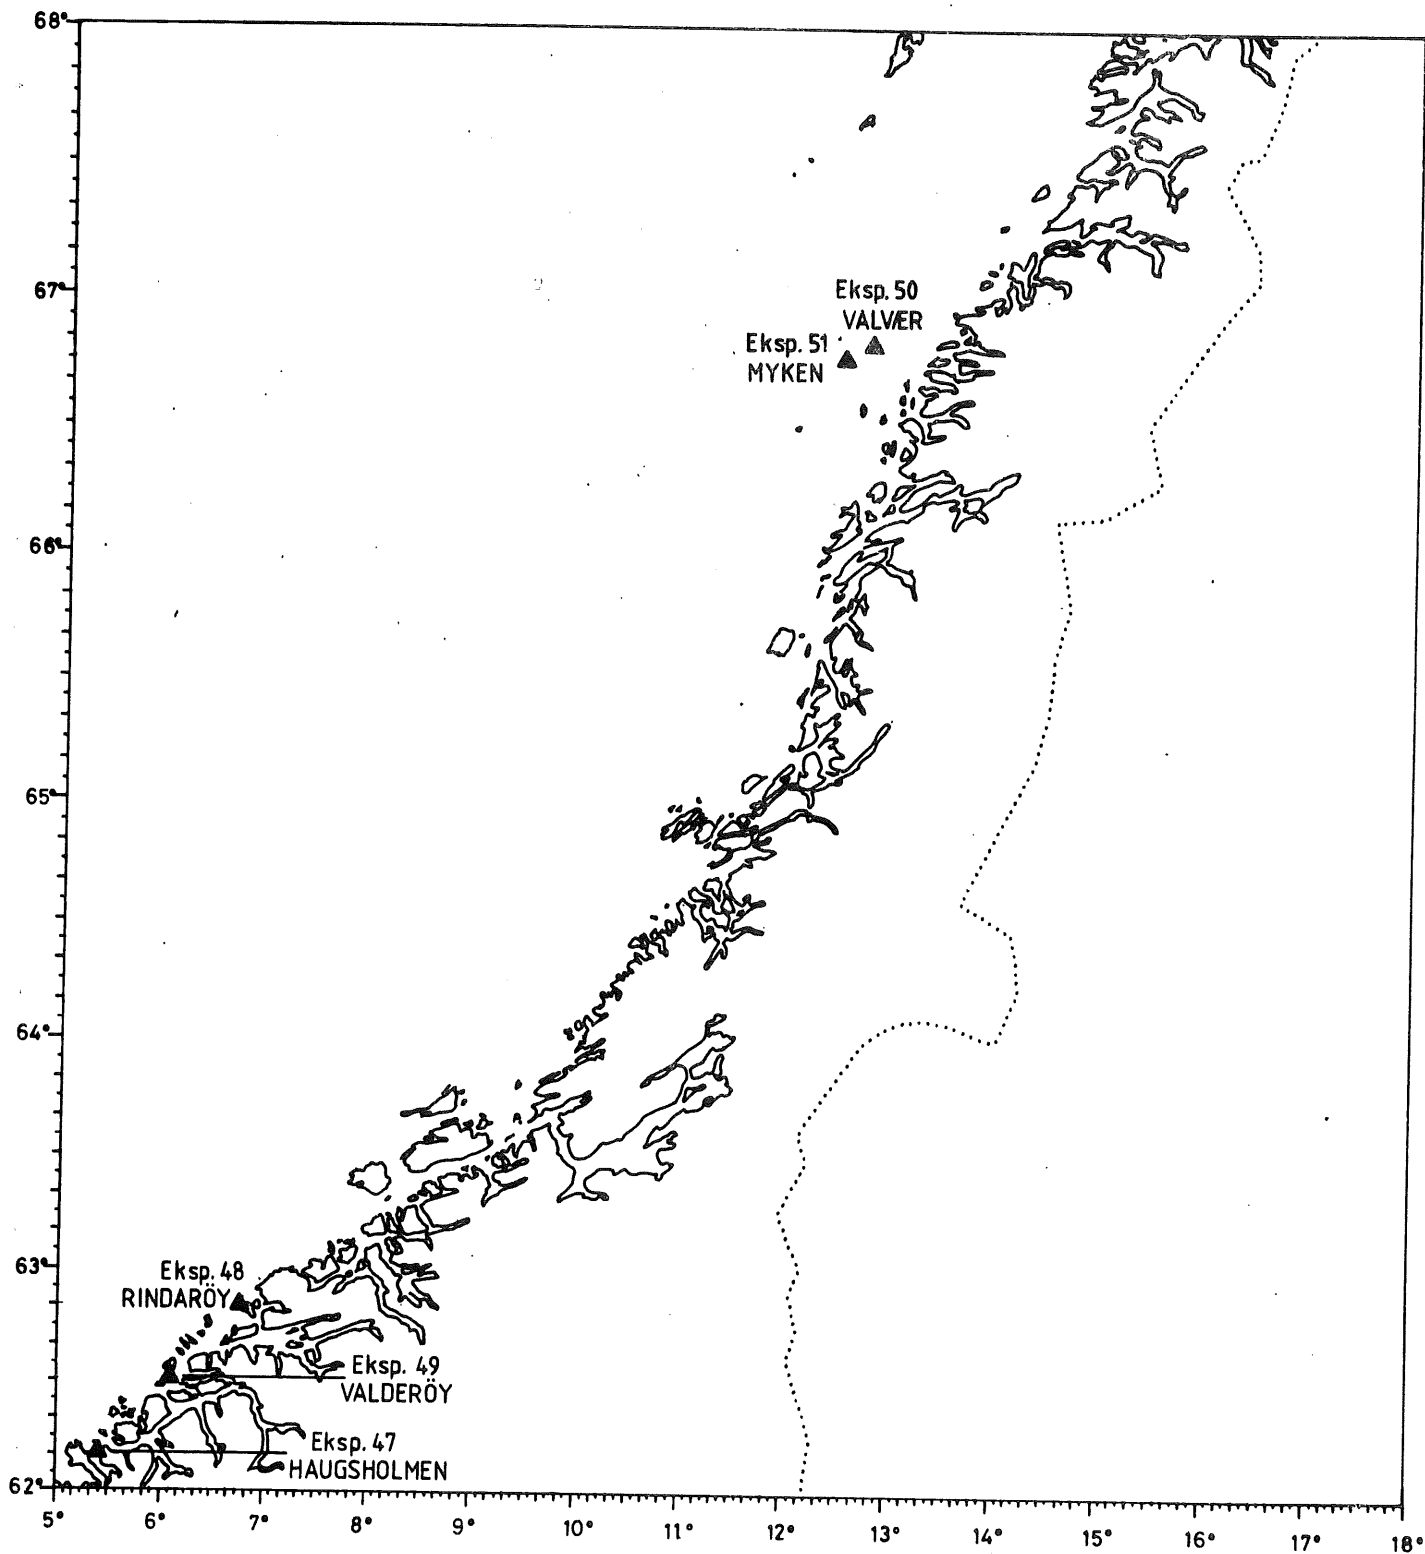 68°
67°
Eksp. 50
VALVÆR
Eksp. 51
MYKEN
66°
65°
64°
63°
Eksp. 48
RINDARÖY
Eksp. 49
VALDERÖY
Eksp. 47
HAUGSHOLMEN
62°
5° 6° 7° 8° 9° 10° 11° 12° 13° 14° 15° 16° 17° 18°